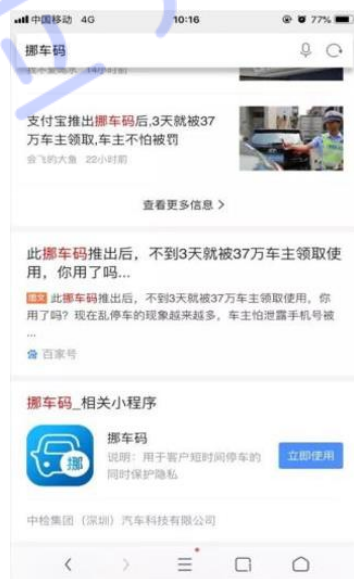 中国移动 4G 10:16 77%
挪车码
14小时前
支付宝推出挪车码后,3天就被37
万车主领取,车主不怕被罚
会飞的大鱼 22小时前
查看更多信息 >
此挪车码推出后，不到3天就被37万车主领取使
用，你用了吗...
图文 此挪车码推出后，不到3天就被37万车主领取使用，你
用了吗？现在乱停车的现象越来越多，车主怕泄露手机号被
...
百家号
挪车码_相关小程序
挪
挪车码
说明：用于客户短时间停车的
同时保护隐私
立即使用
中检集团（深圳）汽车科技有限公司